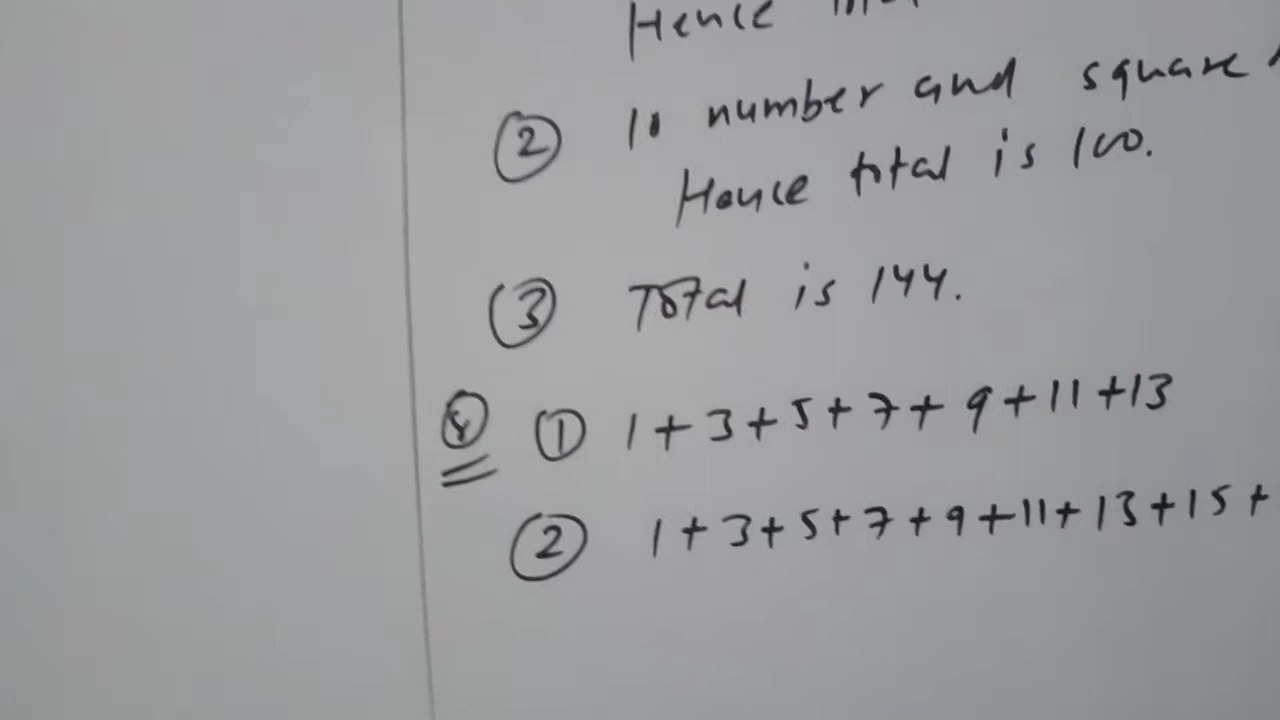 Hence
② 10 number and square
Hence total is 100.
③ Total is 144.
① 1+3+5+7+9+11+13
② 1+3+5+7+9+11+13+15+